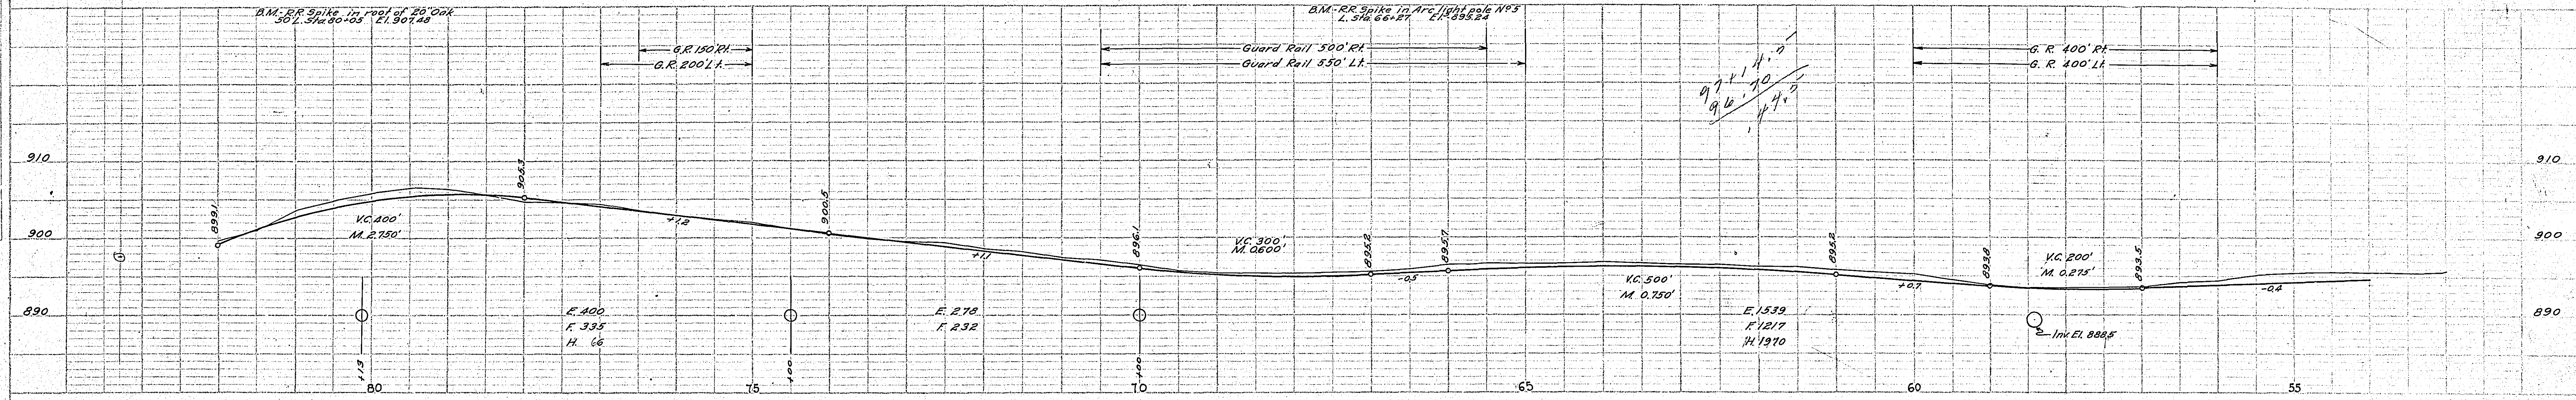 B.M.-R.R. Spike in root of 20" Oak
50' L. Sta. 80+05 El. 907.48
B.M.-R.R. Spike in Arc light pole No 5
L. Sta. 66+27 El. 895.24
G.R. 150' Rt.
G.R. 200' Lt.
Guard Rail 500' Rt.
Guard Rail 550' Lt.
G. R. 400' Rt.
G. R. 400' Lt.
910
910
899.1
905.3
900.5
896.1
895.2
895.7
895.2
893.8
893.5
V.C. 400'
M. 2.750'
+1.2
+1.1
V.C. 300'
M. 0.600'
-0.5
V.C. 500'
M. 0.750'
+0.7
V.C. 200'
M. 0.275'
-0.4
900
900
890
890
E. 400
F. 335
H. 66
E. 278
F. 232
E. 1539
F. 1217
H. 1970
Inv. El. 888.5
+13
+00
+00
80
75
70
65
60
55